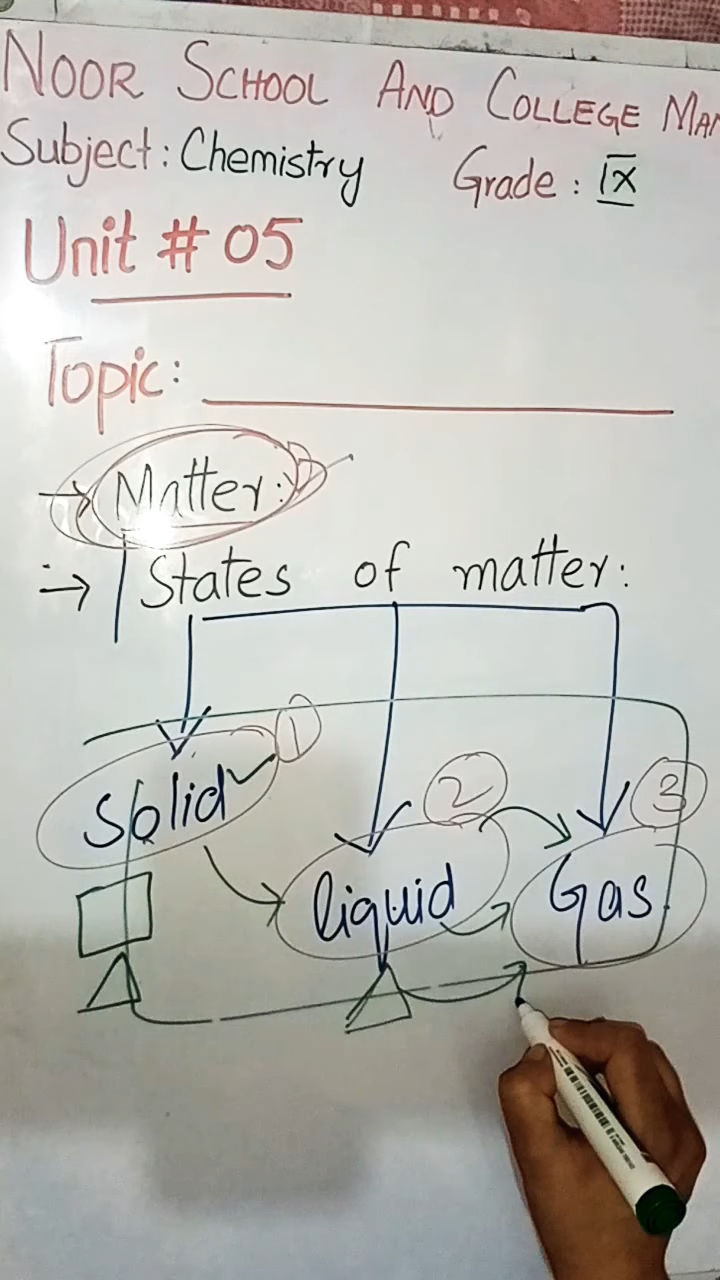 NOOR SCHOOL AND COLLEGE MAN
Subject: Chemistry Grade: IX
Unit # 05
Topic:
→ Matter:
→ States of matter:
1
Solid
2
3
liquid
Gas